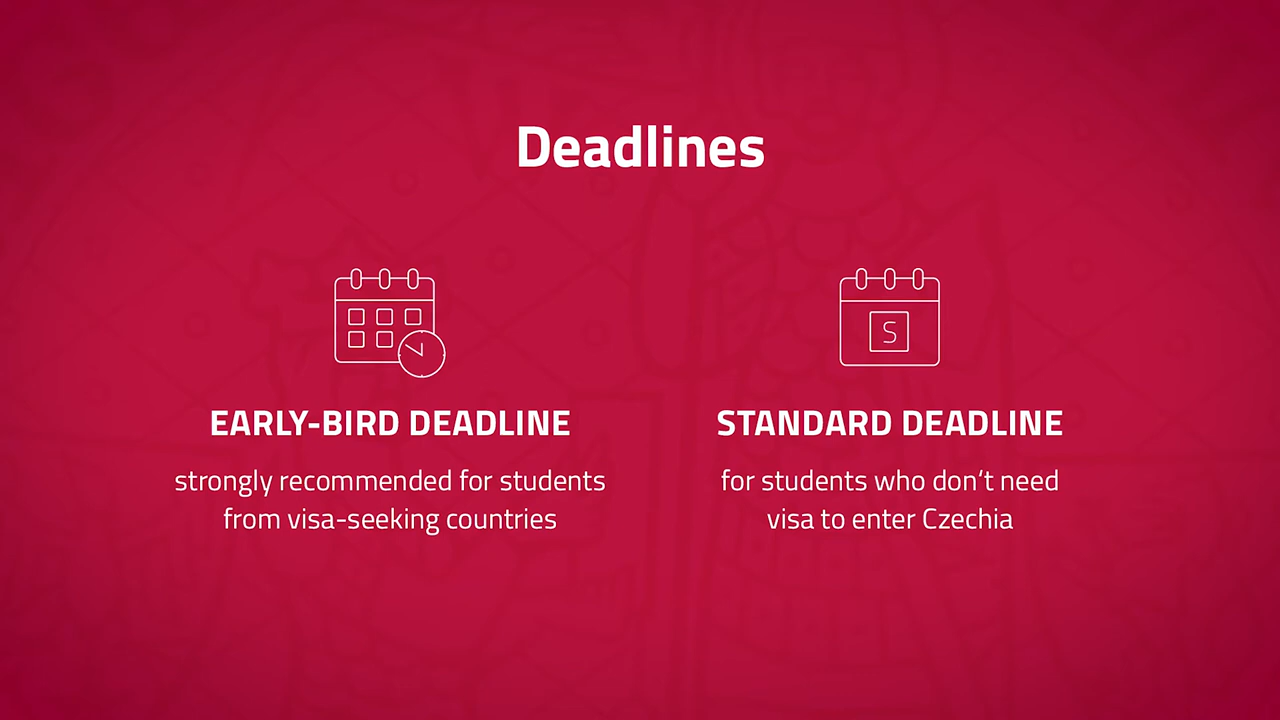 Deadlines
EARLY-BIRD DEADLINE
strongly recommended for students
from visa-seeking countries
S
STANDARD DEADLINE
for students who don‘t need
visa to enter Czechia